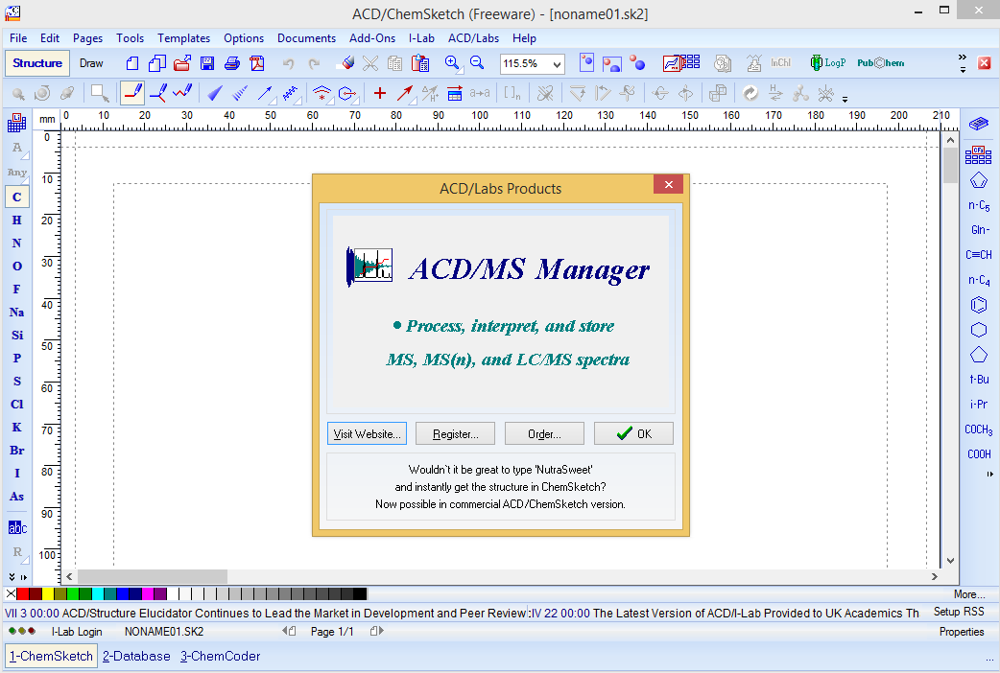 ACD/ChemSketch (Freeware) - [noname01.sk2]
File Edit Pages Tools Templates Options Documents Add-Ons I-Lab ACD/Labs Help
Structure Draw 115.5% InChI LogP PubChem
mm 0 10 20 30 40 50 60 70 80 90 100 110 120 130 140 150 160 170 180 190 200 210
0
10
20
30
40
50
60
70
80
90
100
A
Any
C
H
N
O
F
Na
Si
P
S
Cl
K
Br
I
As
abc
R
ACD/Labs Products
ACD/MS Manager
• Process, interpret, and store
MS, MS(n), and LC/MS spectra
Visit Website... Register... Order... OK
Wouldn`t it be great to type 'NutraSweet'
and instantly get the structure in ChemSketch?
Now possible in commercial ACD/ChemSketch version.
n-C5
Gln-
C≡CH
n-C4
t-Bu
i-Pr
COCH3
COOH
More...
VII 3 00:00 ACD/Structure Elucidator Continues to Lead the Market in Development and Peer Review :IV 22 00:00 The Latest Version of ACD/I-Lab Provided to UK Academics Th Setup RSS
I-Lab Login NONAME01.SK2 Page 1/1 Properties
1-ChemSketch 2-Database 3-ChemCoder ...